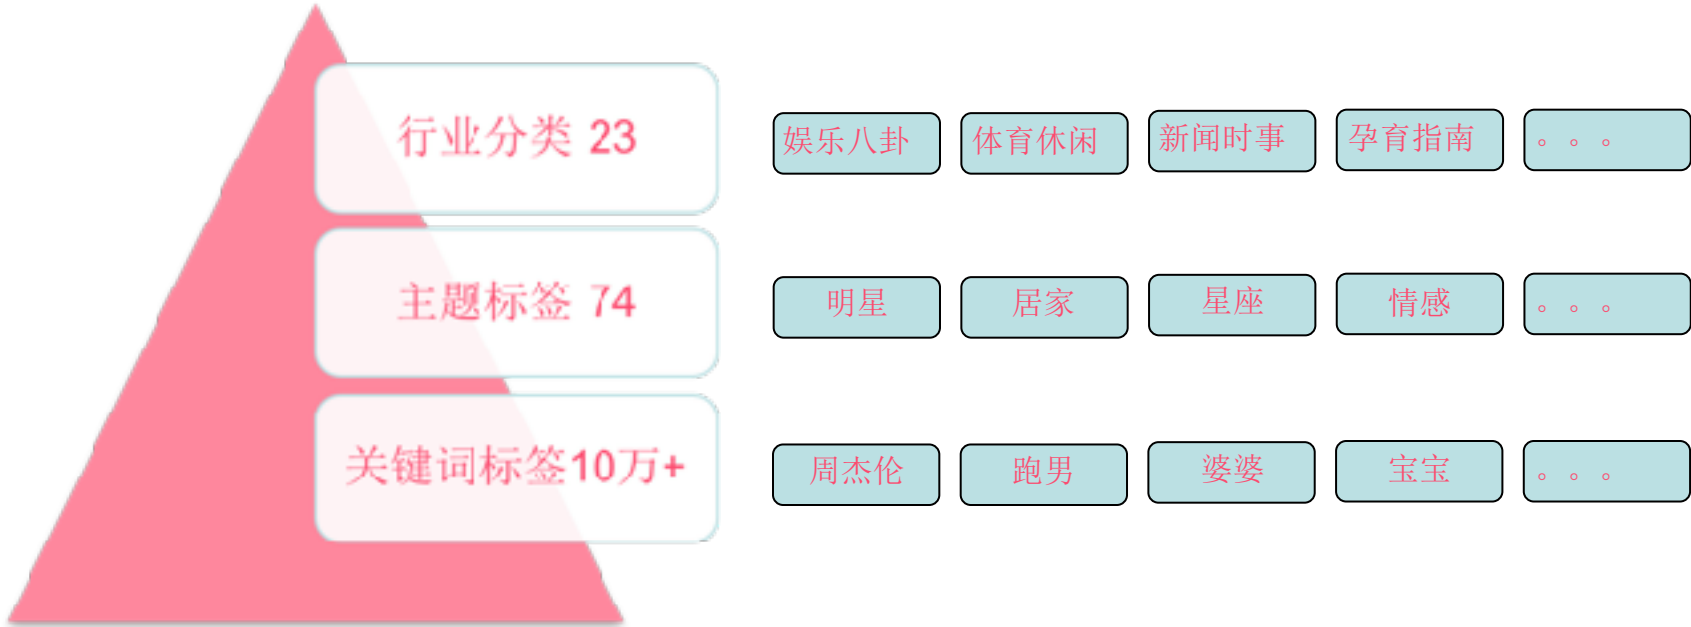 行业分类 23
娱乐八卦 体育休闲 新闻时事 孕育指南 。。。
主题标签 74
明星 居家 星座 情感 。。。
关键词标签10万+
周杰伦 跑男 婆婆 宝宝 。。。